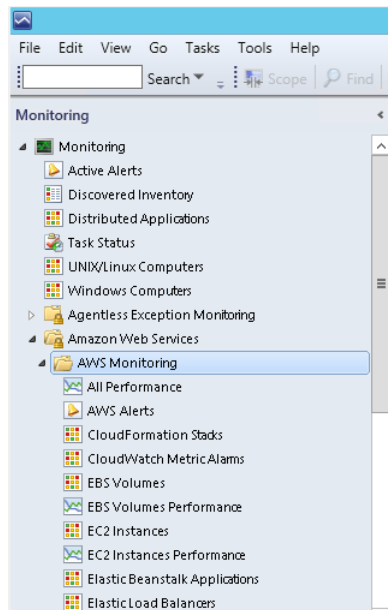 File Edit View Go Tasks Tools Help
Search Scope Find
Monitoring
Monitoring
Active Alerts
Discovered Inventory
Distributed Applications
Task Status
UNIX/Linux Computers
Windows Computers
Agentless Exception Monitoring
Amazon Web Services
AWS Monitoring
All Performance
AWS Alerts
CloudFormation Stacks
CloudWatch Metric Alarms
EBS Volumes
EBS Volumes Performance
EC2 Instances
EC2 Instances Performance
Elastic Beanstalk Applications
Elastic Load Balancers